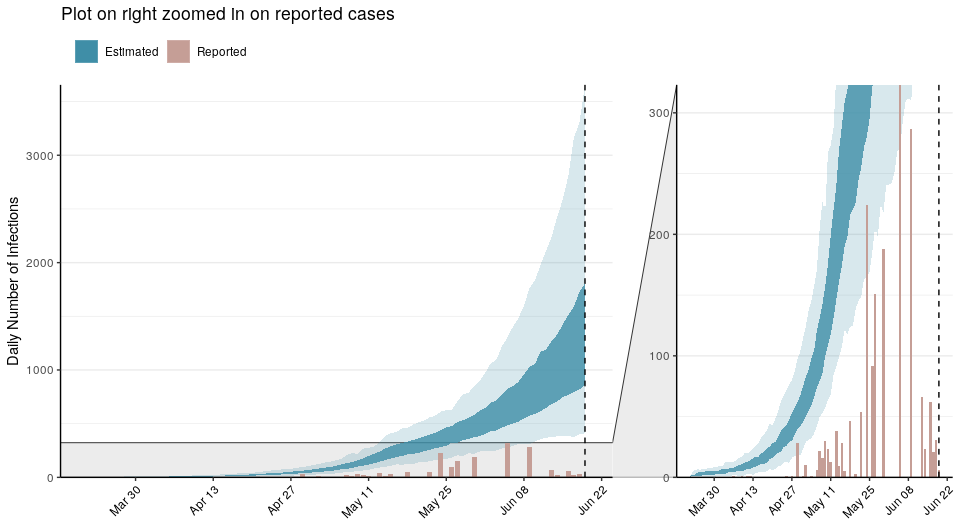 Plot on right zoomed in on reported cases
Estimated Reported
Daily Number of Infections
3000
2000
1000
0
Mar 30 Apr 13 Apr 27 May 11 May 25 Jun 08 Jun 22
300
200
100
0
Mar 30 Apr 13 Apr 27 May 11 May 25 Jun 08 Jun 22